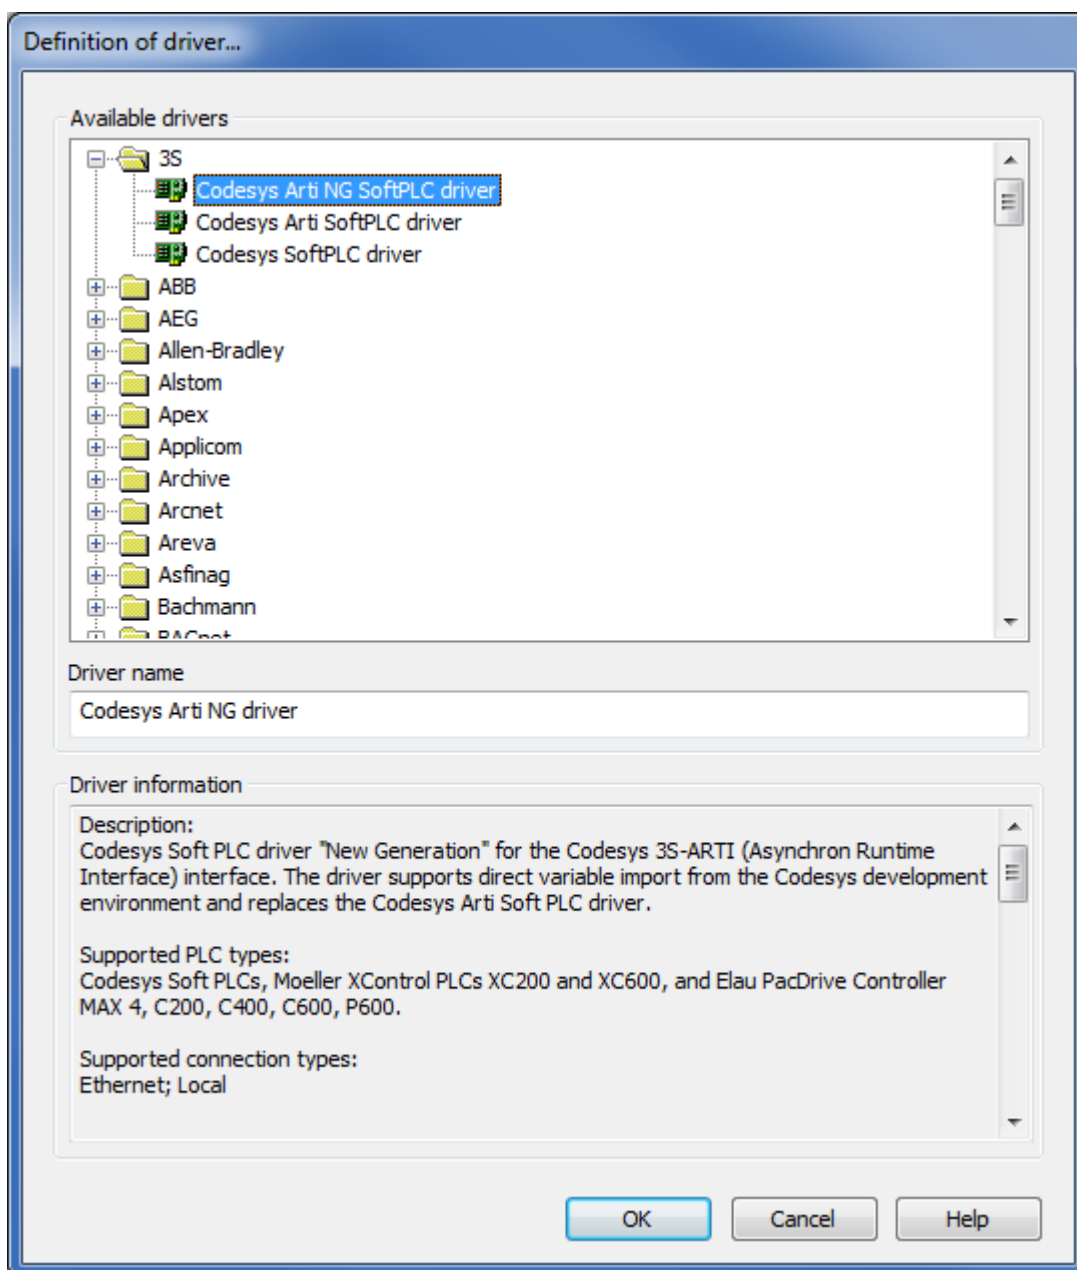 Definition of driver...
Available drivers
3S
Codesys Arti NG SoftPLC driver
Codesys Arti SoftPLC driver
Codesys SoftPLC driver
ABB
AEG
Allen-Bradley
Alstom
Apex
Applicom
Archive
Arcnet
Areva
Asfinag
Bachmann
BACnet
Driver name
Codesys Arti NG driver
Driver information
Description:
Codesys Soft PLC driver "New Generation" for the Codesys 3S-ARTI (Asynchron Runtime
Interface) interface. The driver supports direct variable import from the Codesys development
environment and replaces the Codesys Arti Soft PLC driver.
Supported PLC types:
Codesys Soft PLCs, Moeller XControl PLCs XC200 and XC600, and Elau PacDrive Controller
MAX 4, C200, C400, C600, P600.
Supported connection types:
Ethernet; Local
OK
Cancel
Help